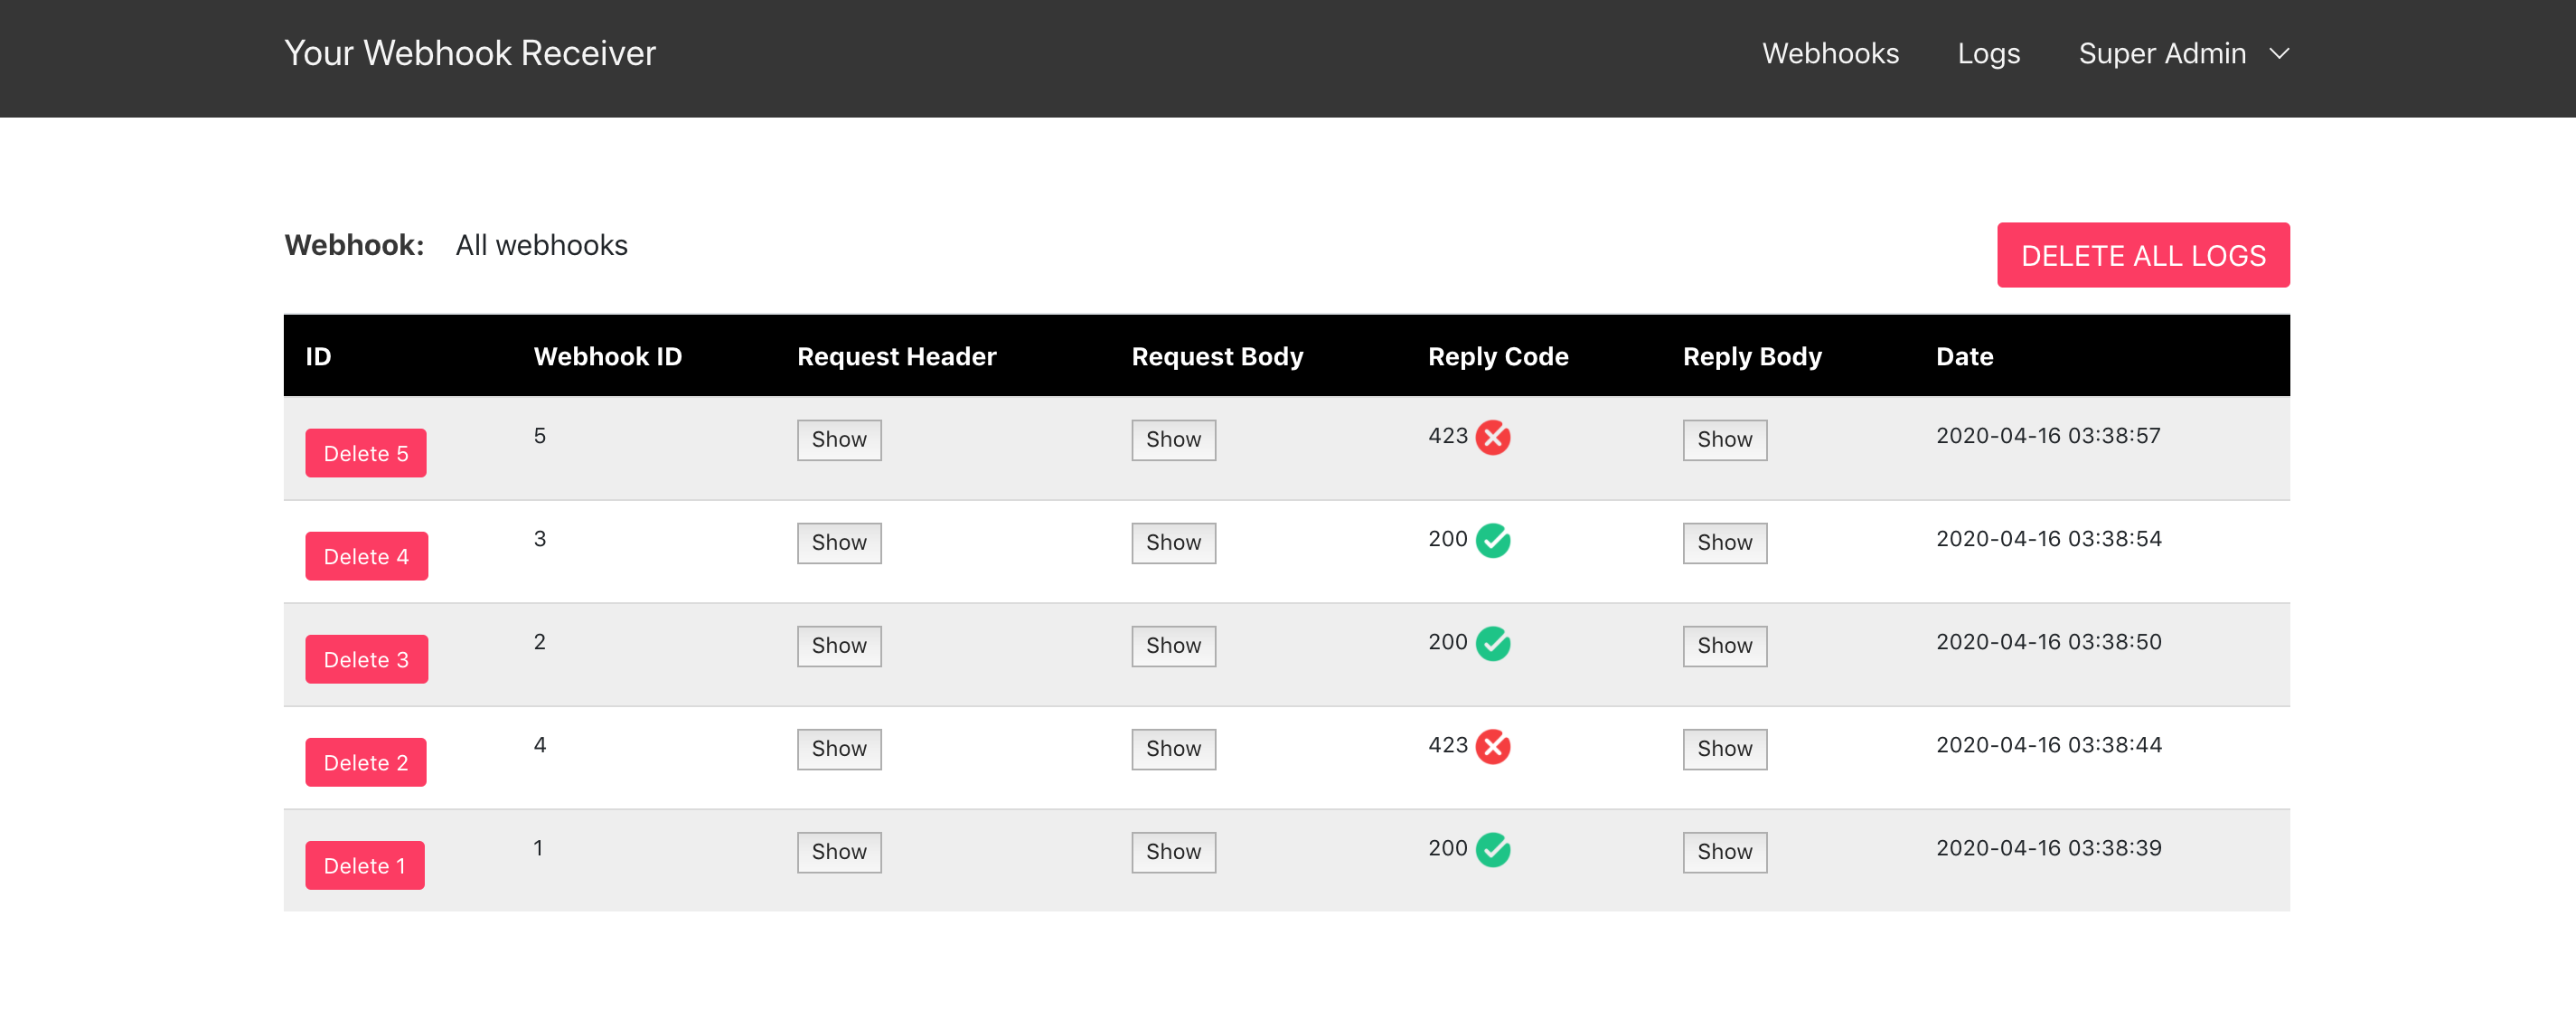 Your Webhook Receiver Webhooks Logs Super Admin
Webhook: All webhooks DELETE ALL LOGS
ID Webhook ID Request Header Request Body Reply Code Reply Body Date
Delete 5 5 Show Show 423 Show 2020-04-16 03:38:57
Delete 4 3 Show Show 200 Show 2020-04-16 03:38:54
Delete 3 2 Show Show 200 Show 2020-04-16 03:38:50
Delete 2 4 Show Show 423 Show 2020-04-16 03:38:44
Delete 1 1 Show Show 200 Show 2020-04-16 03:38:39